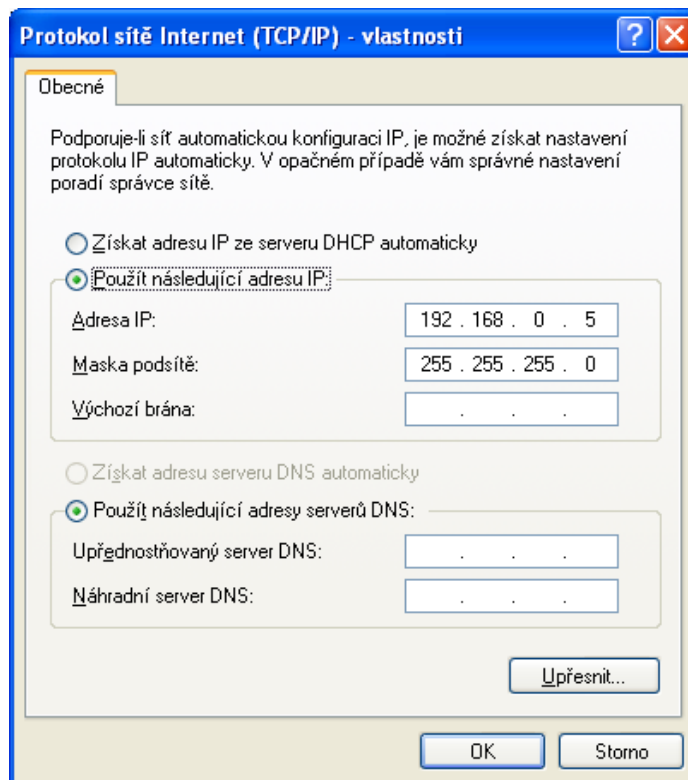 Protokol sítě Internet (TCP/IP) - vlastnosti
Obecné
Podporuje-li síť automatickou konfiguraci IP, je možné získat nastavení
protokolu IP automaticky. V opačném případě vám správné nastavení
poradí správce sítě.
Získat adresu IP ze serveru DHCP automaticky
Použít následující adresu IP:
Adresa IP: 192 . 168 . 0 . 5
Maska podsítě: 255 . 255 . 255 . 0
Výchozí brána: . . .
Získat adresu serveru DNS automaticky
Použít následující adresy serverů DNS:
Upřednostňovaný server DNS: . . .
Náhradní server DNS: . . .
Upřesnit...
OK Storno